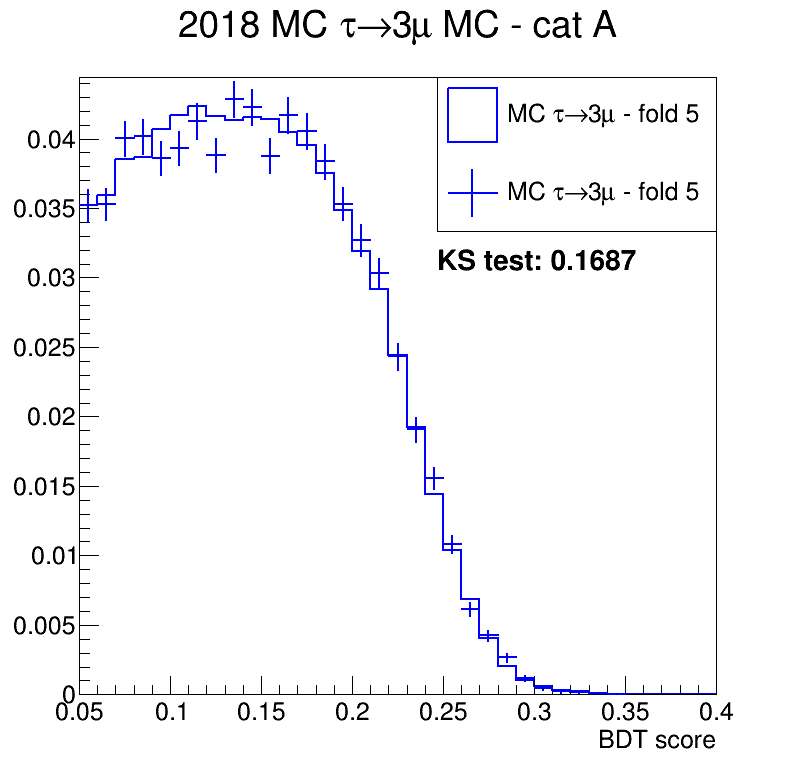 2018 MC τ→3μ MC - cat A
MC τ→3μ - fold 5
MC τ→3μ - fold 5
KS test: 0.1687
0.04
0.035
0.03
0.025
0.02
0.015
0.01
0.005
0
0.05 0.1 0.15 0.2 0.25 0.3 0.35 0.4
BDT score